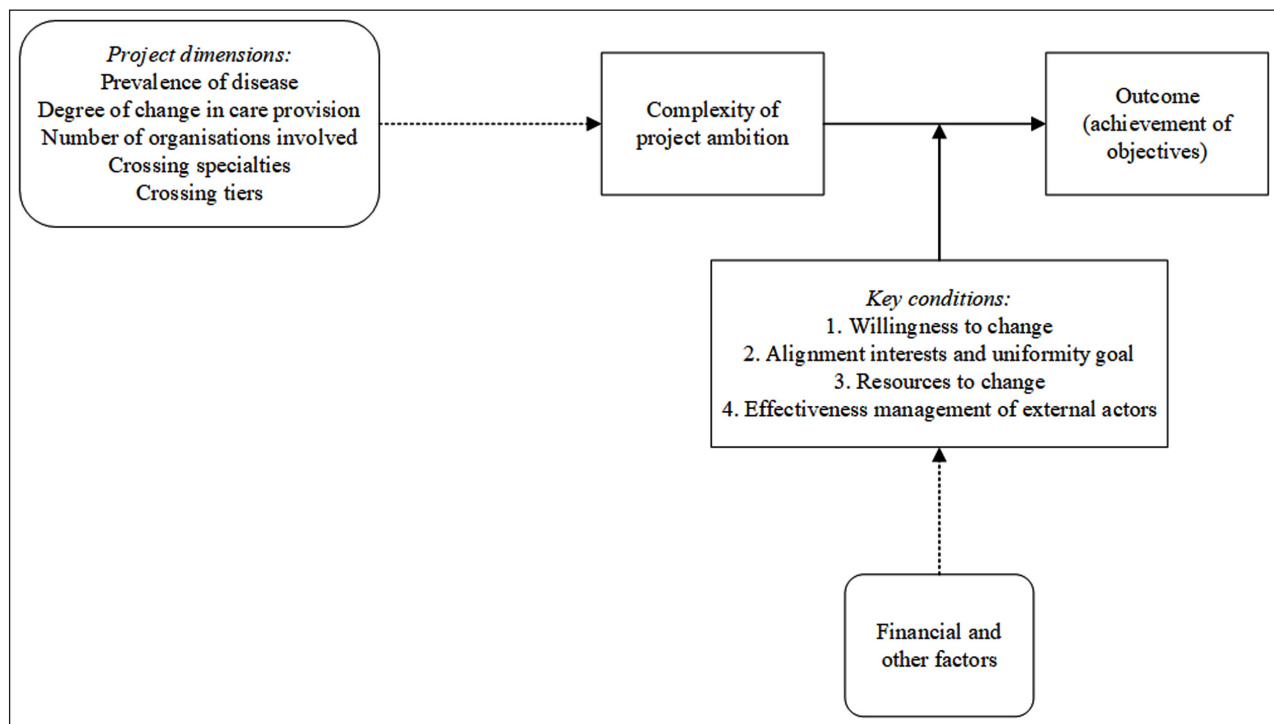 Project dimensions:
Prevalence of disease
Degree of change in care provision
Number of organisations involved
Crossing specialties
Crossing tiers
Complexity of
project ambition
Outcome
(achievement of
objectives)
Key conditions:
1. Willingness to change
2. Alignment interests and uniformity goal
3. Resources to change
4. Effectiveness management of external actors
Financial and
other factors